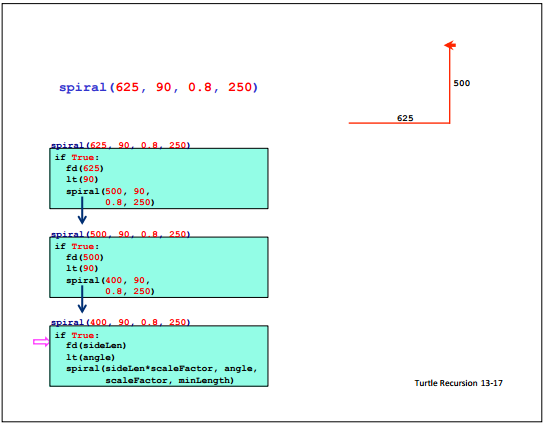 spiral(625, 90, 0.8, 250)
500
625
spiral(625, 90, 0.8, 250)
if True:
fd(625)
lt(90)
spiral(500, 90,
0.8, 250)
spiral(500, 90, 0.8, 250)
if True:
fd(500)
lt(90)
spiral(400, 90,
0.8, 250)
spiral(400, 90, 0.8, 250)
if True:
fd(sideLen)
lt(angle)
spiral(sideLen*scaleFactor, angle,
scaleFactor, minLength)
Turtle Recursion 13-17